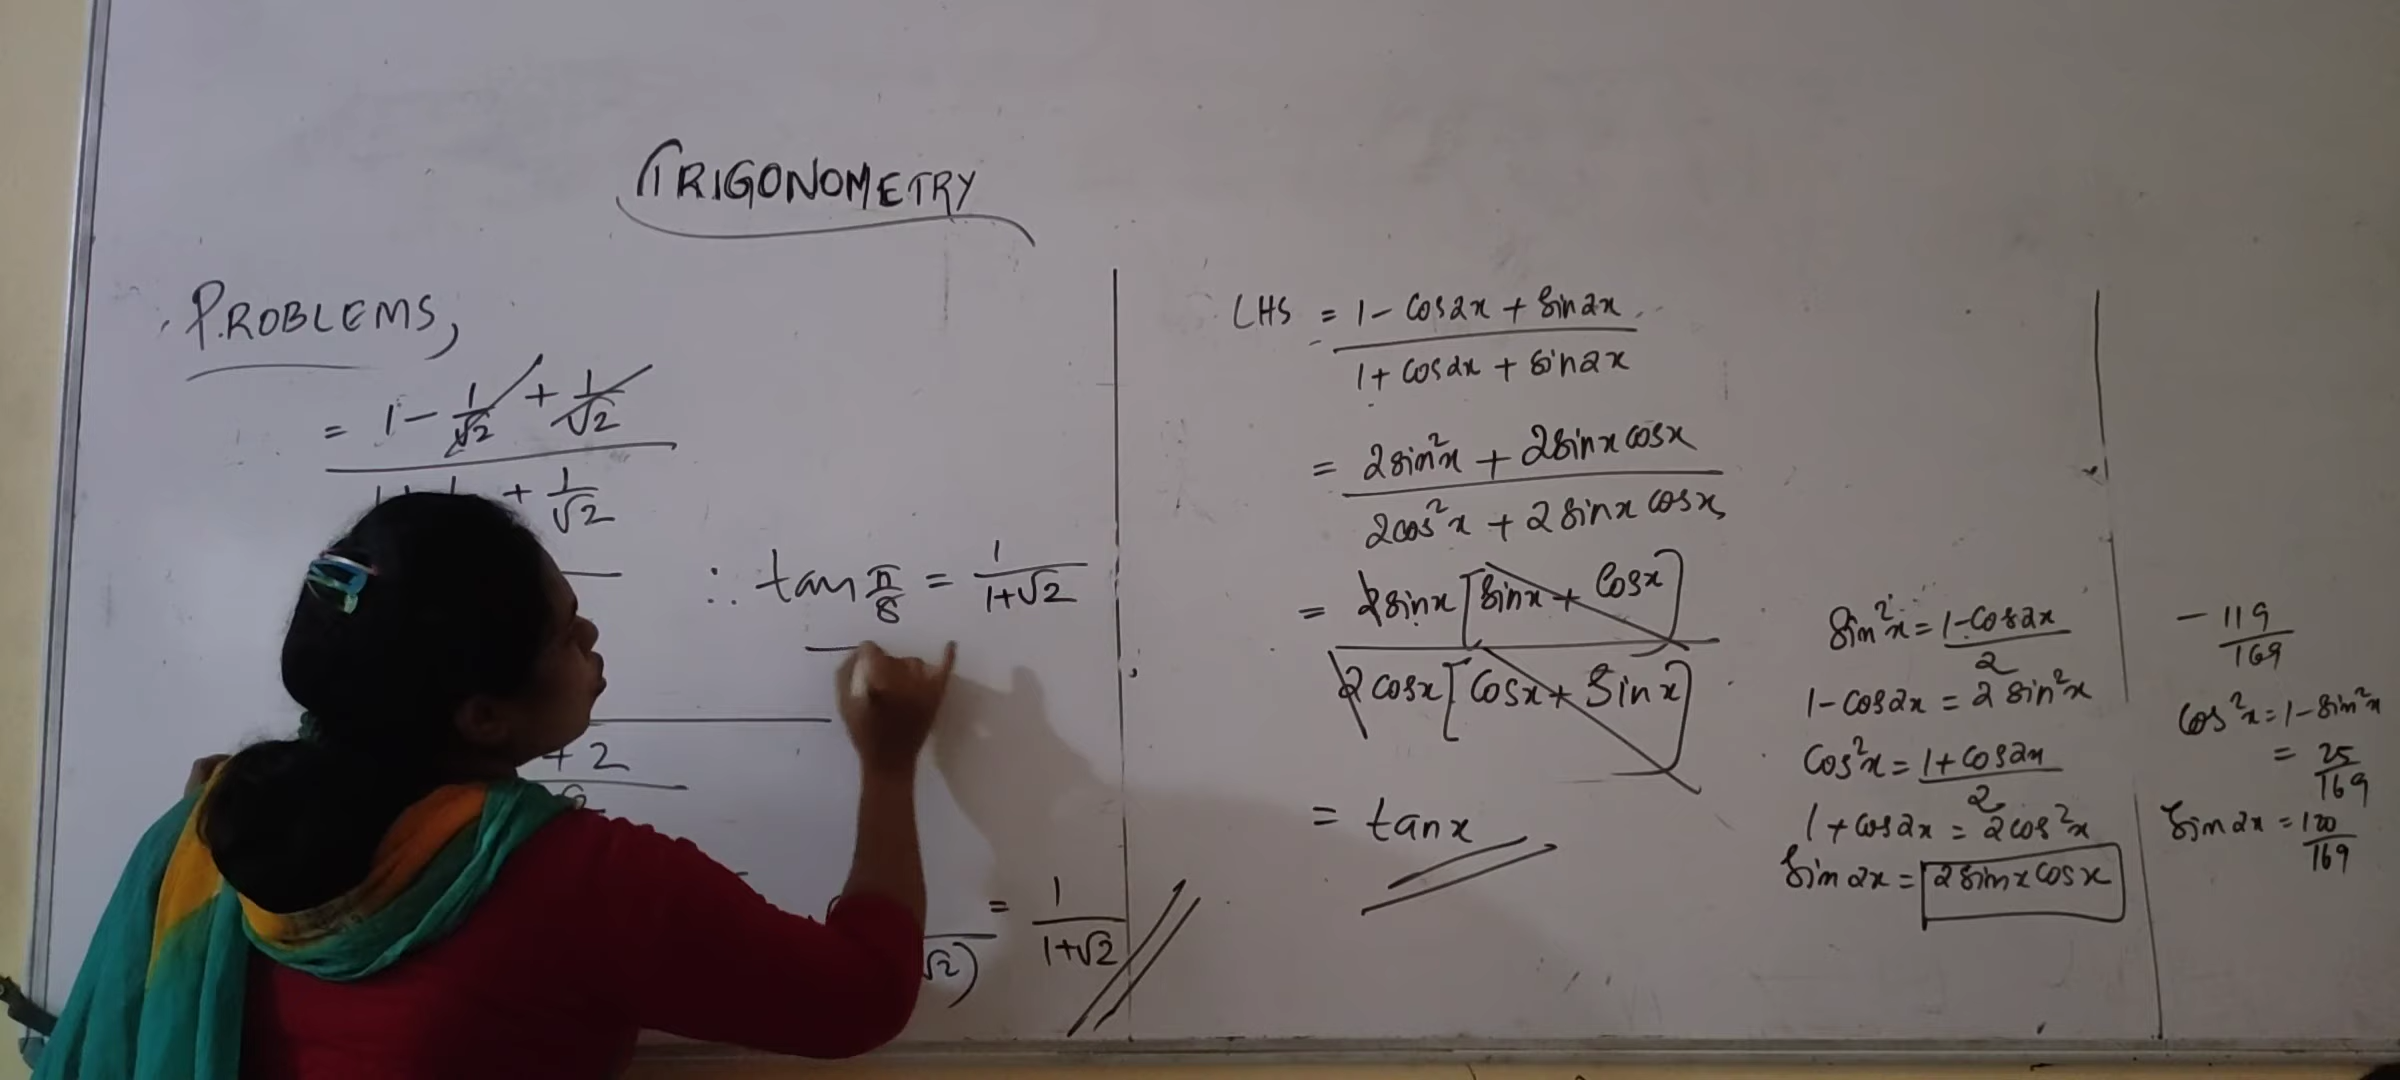 TRIGONOMETRY
PROBLEMS,
= 1 - 1/√2 + 1/√2
+ 1/√2
∴ tan π/8 = 1/1+√2
+ 2
√2) = 1/1+√2
LHS = 1 - cos2x + sin2x
1 + cos2x + sin2x
= 2sin²x + 2sinx cosx
2cos²x + 2sinx cosx
= 2sinx [sinx + cosx]
2cosx [cosx + sinx]
= tanx
sin²x = 1-cos2x/2
1-cos2x = 2sin²x
cos²x = 1+cos2x/2
1+cos2x = 2cos²x
sin2x = 2sinxcosx
-119/169
cos²x = 1-sin²x
= 25/169
sin2x = 120/169